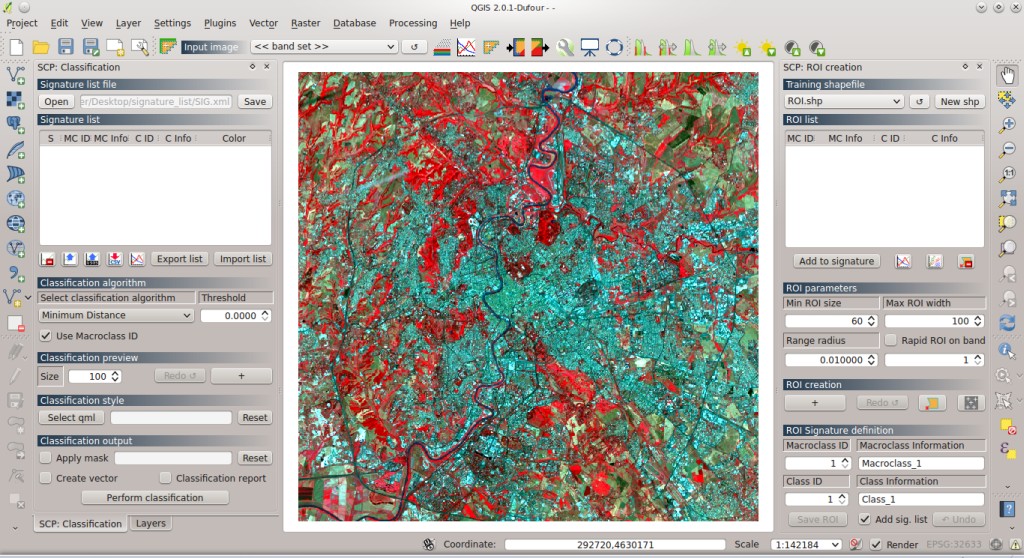 QGIS 2.0.1-Dufour - -
Project Edit View Layer Settings Plugins Vector Raster Database Processing Help
Input image << band set >>
SCP: Classification
Signature list file
Open er/Desktop/signature_list/SIG.xml Save
Signature list
S MC ID MC Info C ID C Info Color
Export list Import list
Classification algorithm
Select classification algorithm Threshold
Minimum Distance 0.0000
Use Macroclass ID
Classification preview
Size 100 Redo +
Classification style
Select qml Reset
Classification output
Apply mask Reset
Create vector Classification report
Perform classification
SCP: Classification Layers
SCP: ROI creation
Training shapefile
ROI.shp New shp
ROI list
MC ID MC Info C ID C Info
Add to signature
ROI parameters
Min ROI size Max ROI width
60 100
Range radius Rapid ROI on band
0.010000 1
ROI creation
+ Redo
ROI Signature definition
Macroclass ID Macroclass Information
1 Macroclass_1
Class ID Class Information
1 Class_1
Save ROI Add sig. list Undo
Coordinate: 292720,4630171 Scale 1:142184 Render EPSG:32633